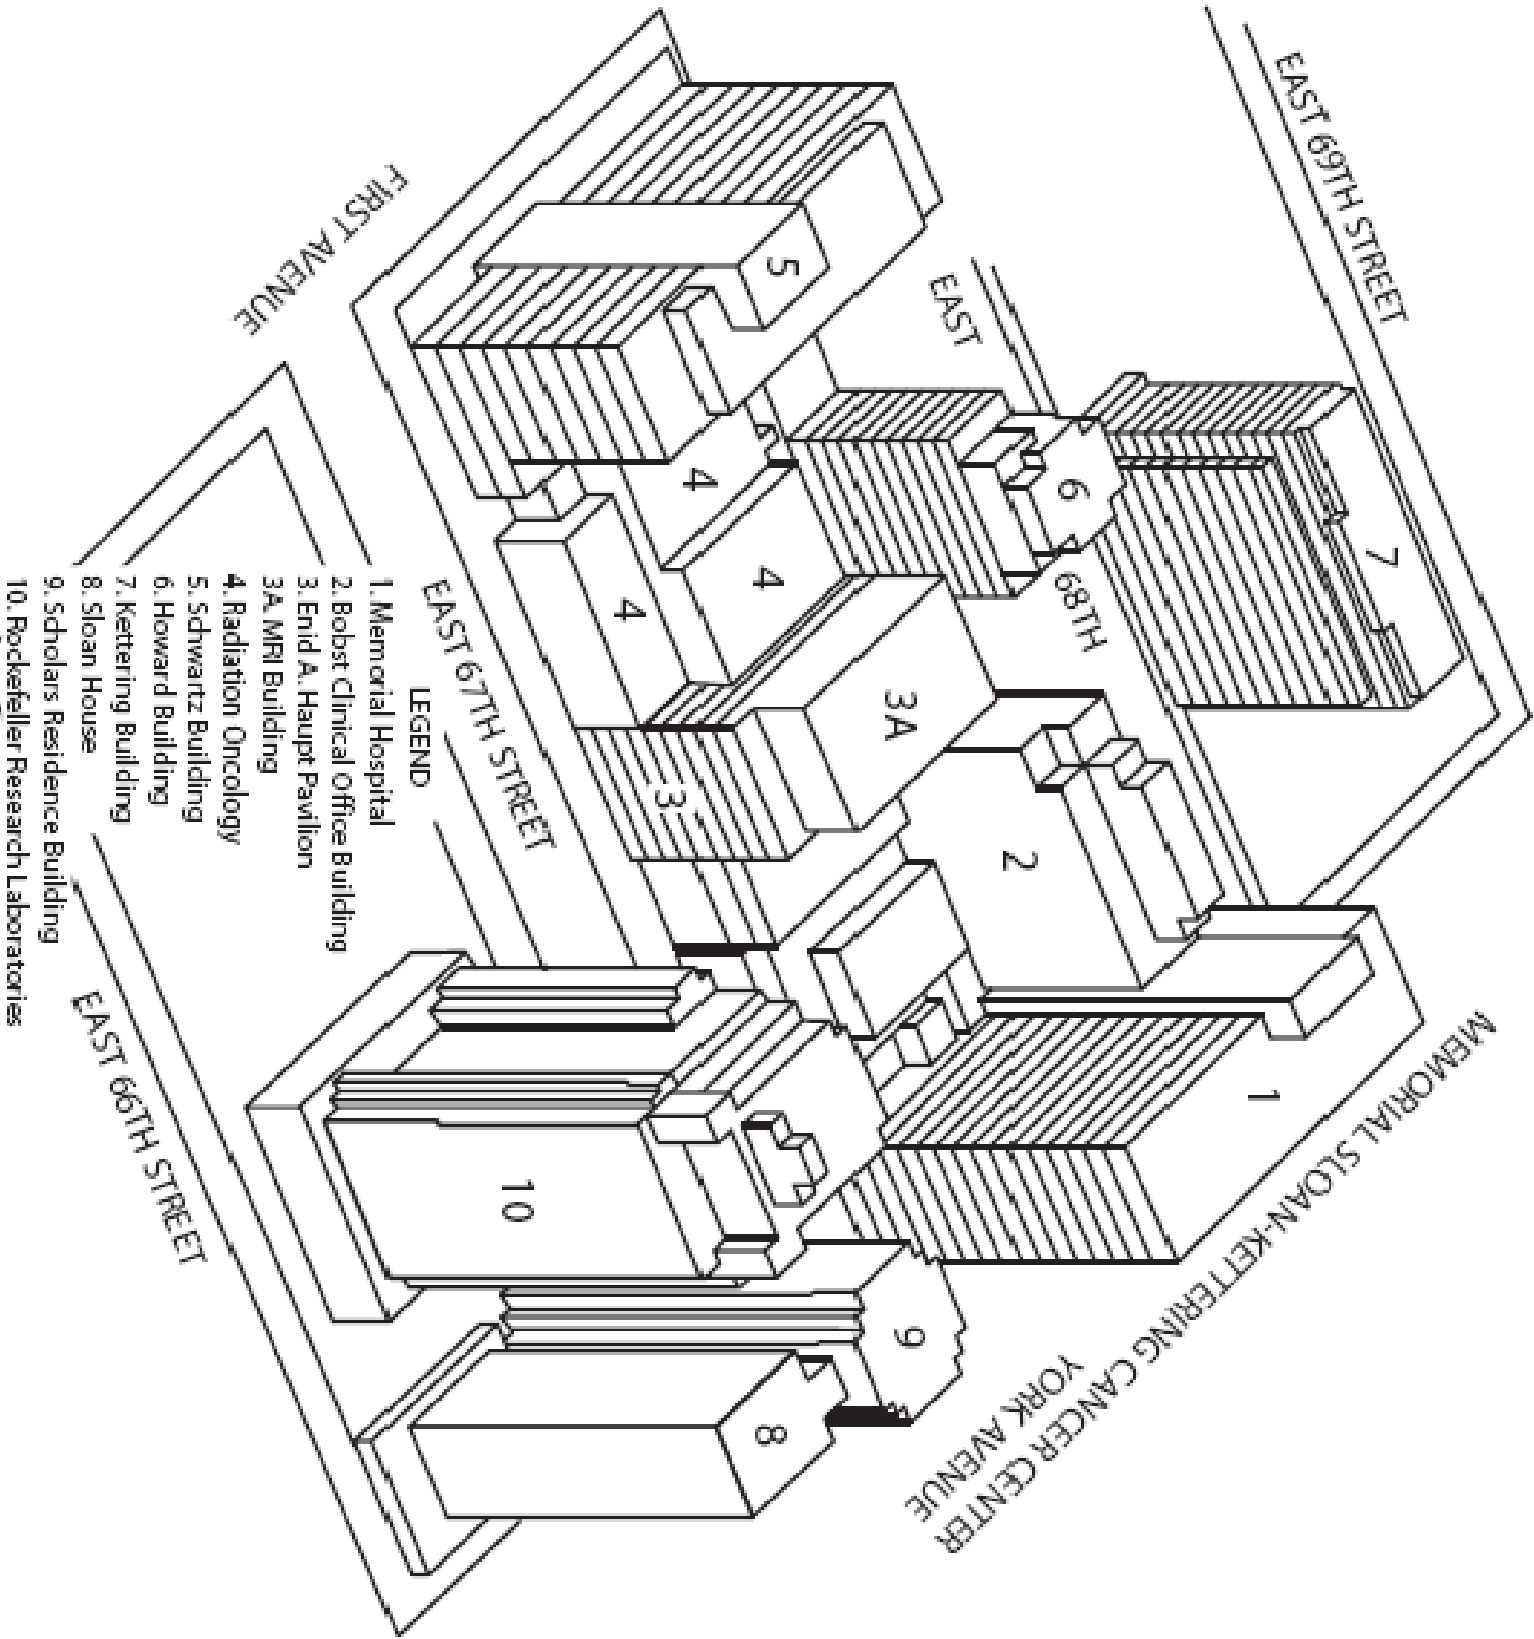 EAST 69TH STREET
EAST
68TH
FIRST AVENUE
EAST 67TH STREET
EAST 66TH STREET
MEMORIAL SLOAN-KETTERING CANCER CENTER
YORK AVENUE
5
7
6
4
4
4
3A
3
2
1
10
9
8
LEGEND
1. Memorial Hospital
2. Bobst Clinical Office Building
3. Enid A. Haupt Pavilion
3A. MRI Building
4. Radiation Oncology
5. Schwartz Building
6. Howard Building
7. Kettering Building
8. Sloan House
9. Scholars Residence Building
10. Rockefeller Research Laboratories